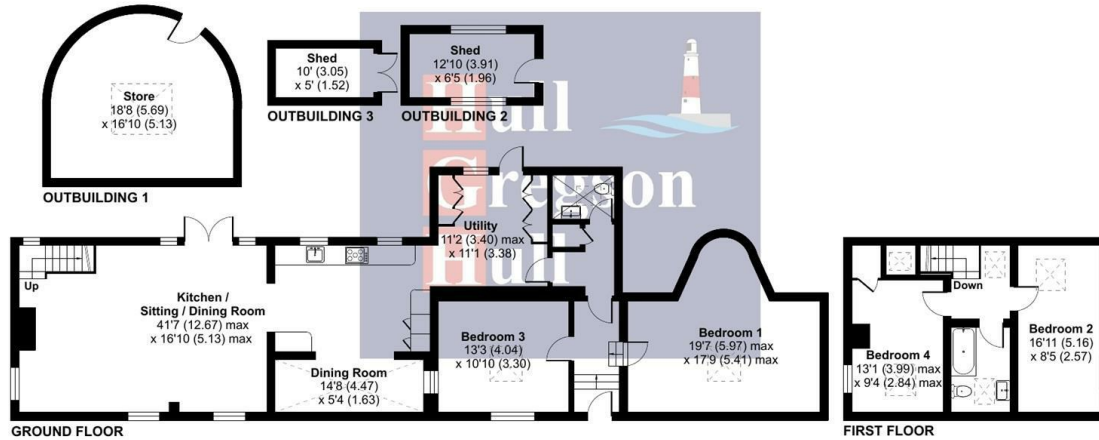 Store
18'8 (5.69)
x 16'10 (5.13)
OUTBUILDING 1
Shed
10' (3.05)
x 5' (1.52)
OUTBUILDING 3
Shed
12'10 (3.91)
x 6'5 (1.96)
OUTBUILDING 2
Hull
Gregson
Hull
Utility
11'2 (3.40) max
x 11'1 (3.38)
Up
Kitchen /
Sitting / Dining Room
41'7 (12.67) max
x 16'10 (5.13) max
Dining Room
14'8 (4.47)
x 5'4 (1.63)
Bedroom 3
13'3 (4.04)
x 10'10 (3.30)
Bedroom 1
19'7 (5.97) max
x 17'9 (5.41) max
GROUND FLOOR
Down
Bedroom 2
16'11 (5.16)
x 8'5 (2.57)
Bedroom 4
13'1 (3.99) max
x 9'4 (2.84) max
FIRST FLOOR